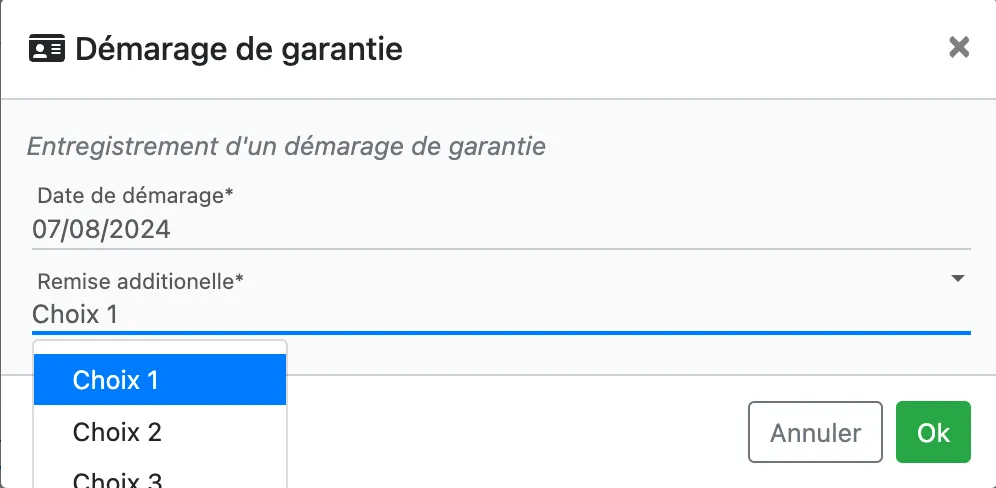 Démarage de garantie
Entregistrement d'un démarage de garantie
Date de démarage*
07/08/2024
Remise additionelle*
Choix 1
Choix 1
Choix 2
Choix 3
Annuler
Ok